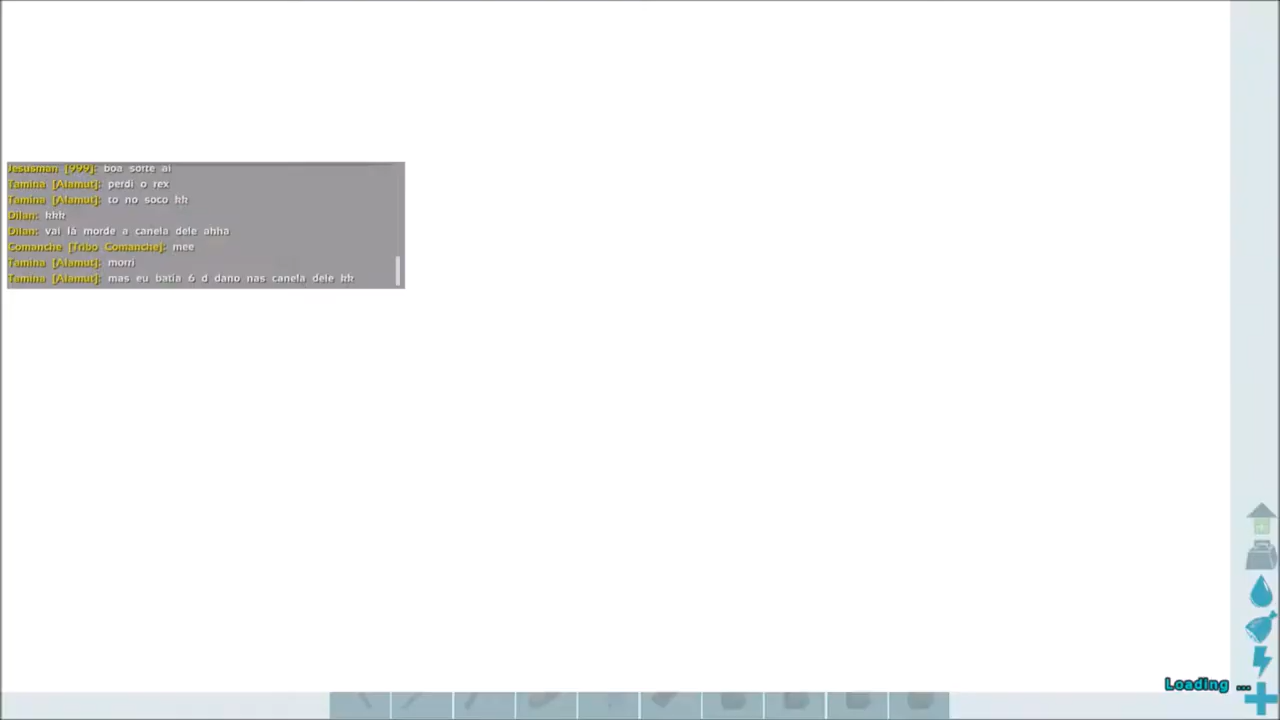 Jesusman [999]: boa sorte ai
Tamina [Alamut]: perdi o rex
Tamina [Alamut]: to no soco kk
Dilan: kkk
Dilan: vai lá morde a canela dele ahha
Comanche [Tribo Comanche]: mee
Tamina [Alamut]: morri
Tamina [Alamut]: mas eu batia 6 d dano nas canela dele kk
Loading ...